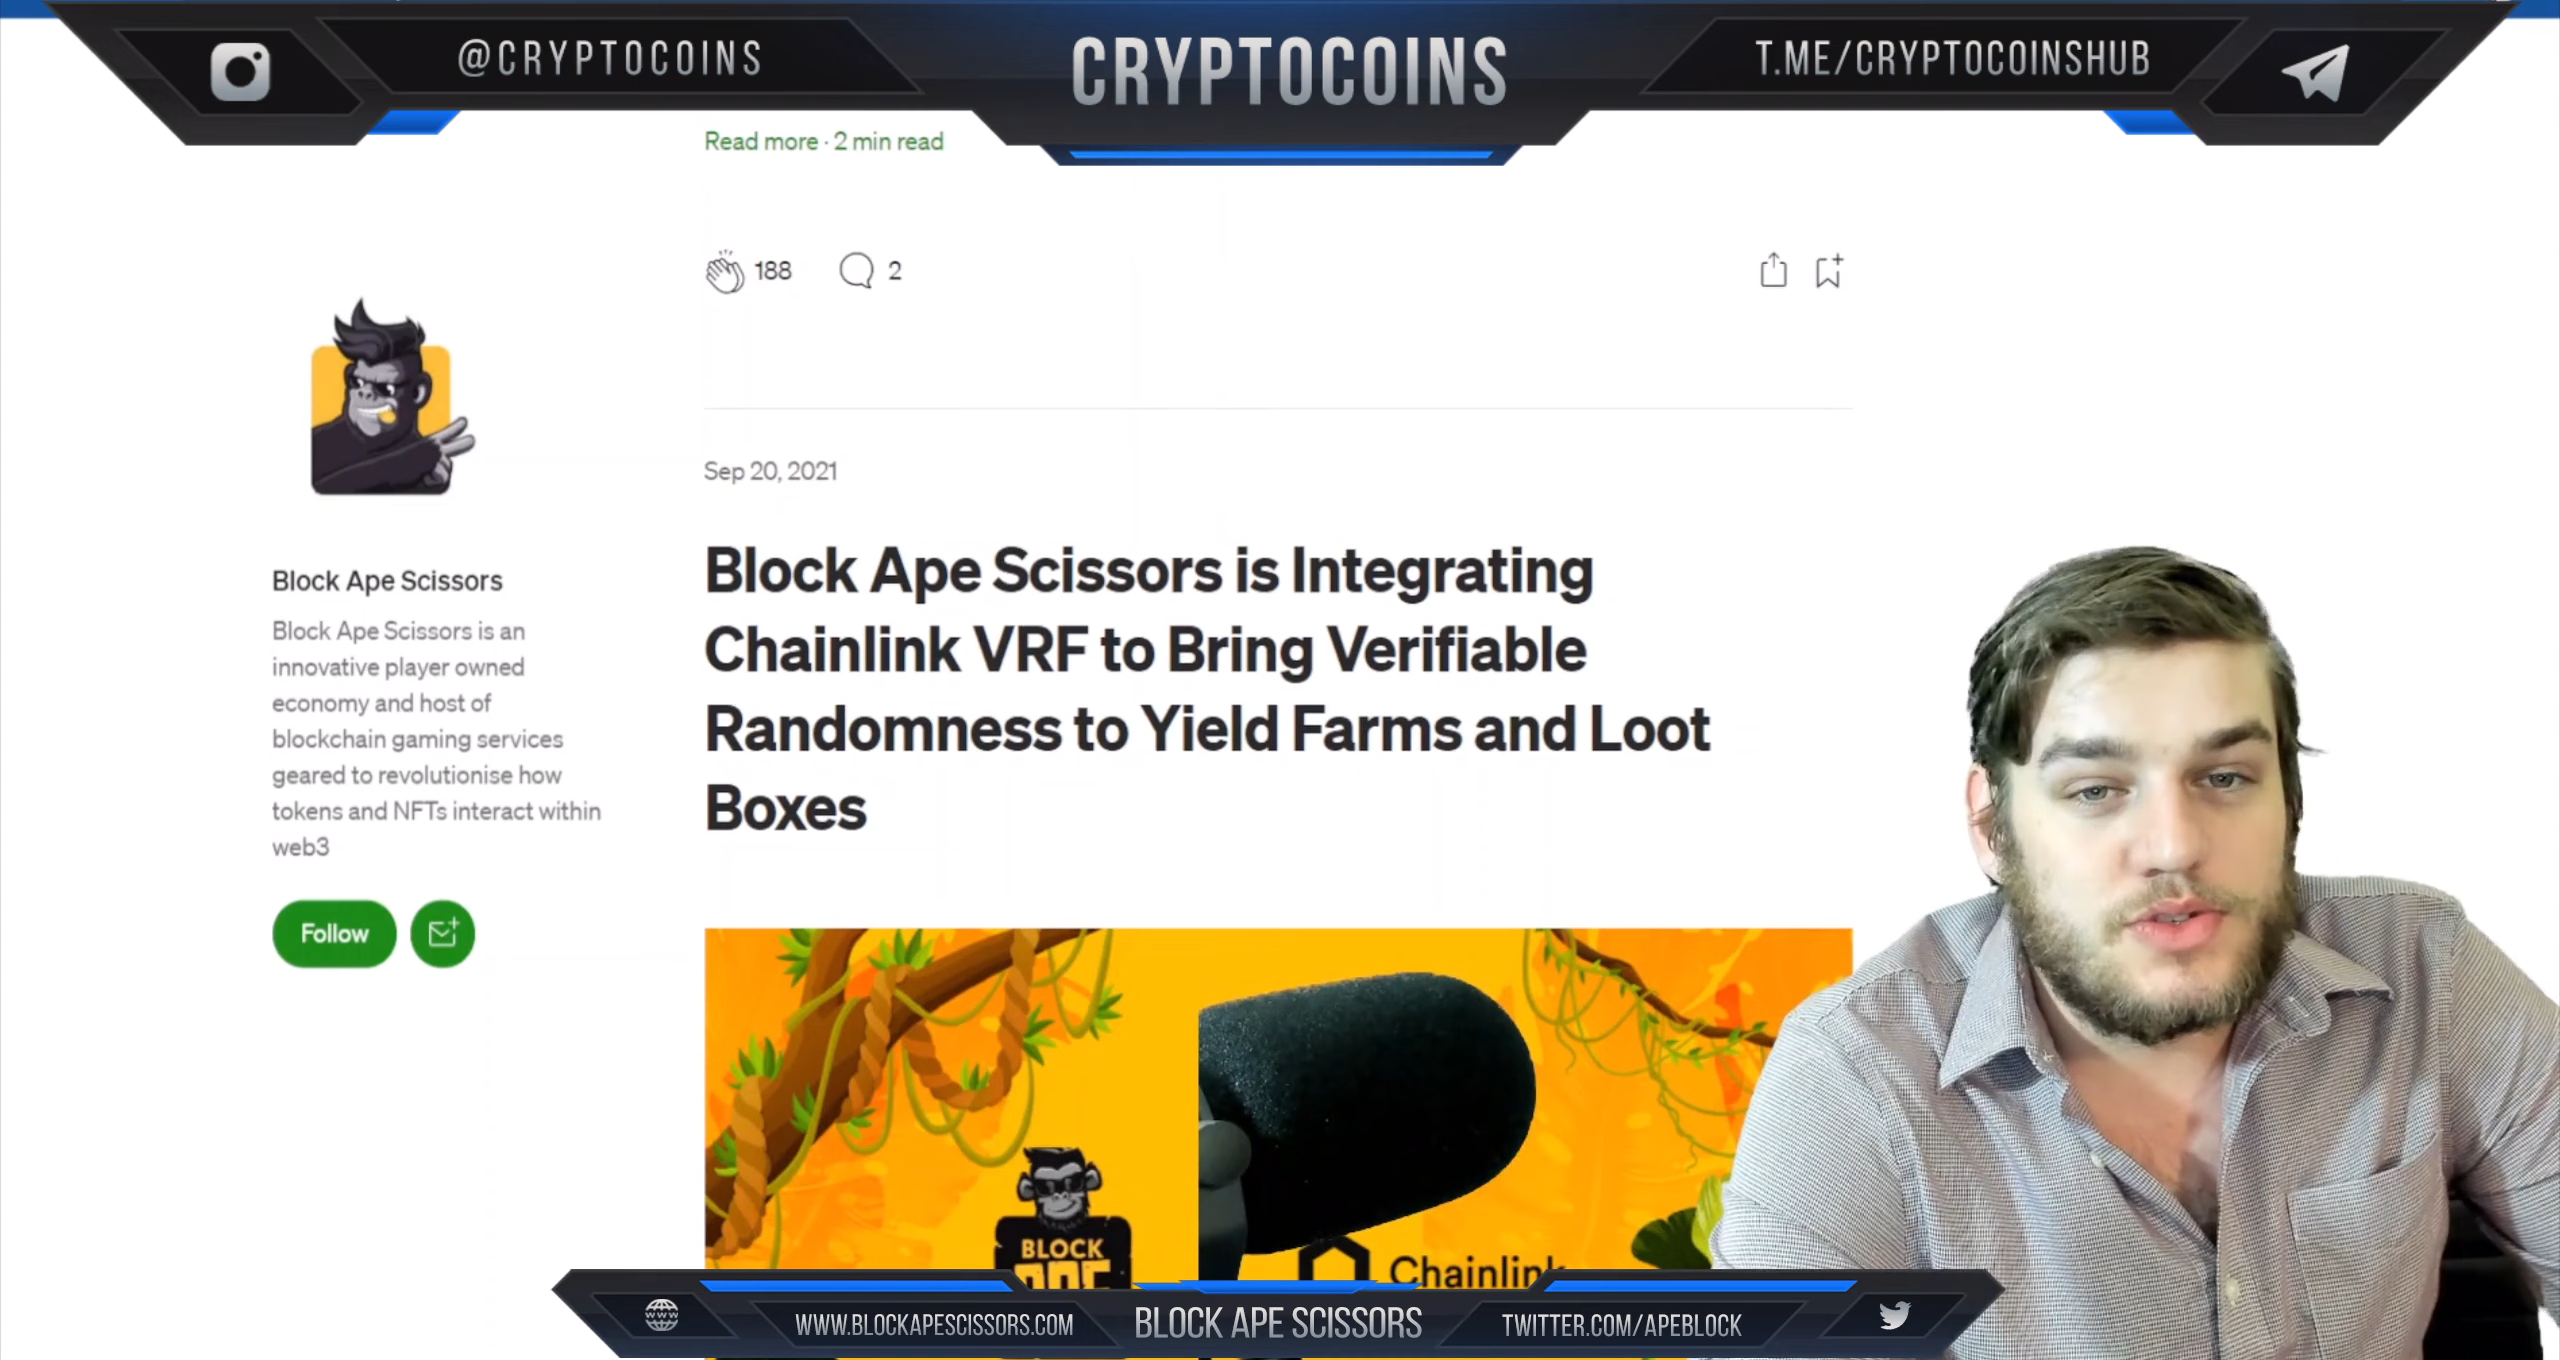 @CRYPTOCOINS
CRYPTOCOINS
T.ME/CRYPTOCOINSHUB
Read more · 2 min read
188
2
Block Ape Scissors
Block Ape Scissors is an
innovative player owned
economy and host of
blockchain gaming services
geared to revolutionise how
tokens and NFTs interact within
web3
Follow
Sep 20, 2021
Block Ape Scissors is Integrating
Chainlink VRF to Bring Verifiable
Randomness to Yield Farms and Loot
Boxes
BLOCK
APE
Chainlink
WWW
WWW.BLOCKAPESCISSORS.COM
BLOCK APE SCISSORS
TWITTER.COM/APEBLOCK